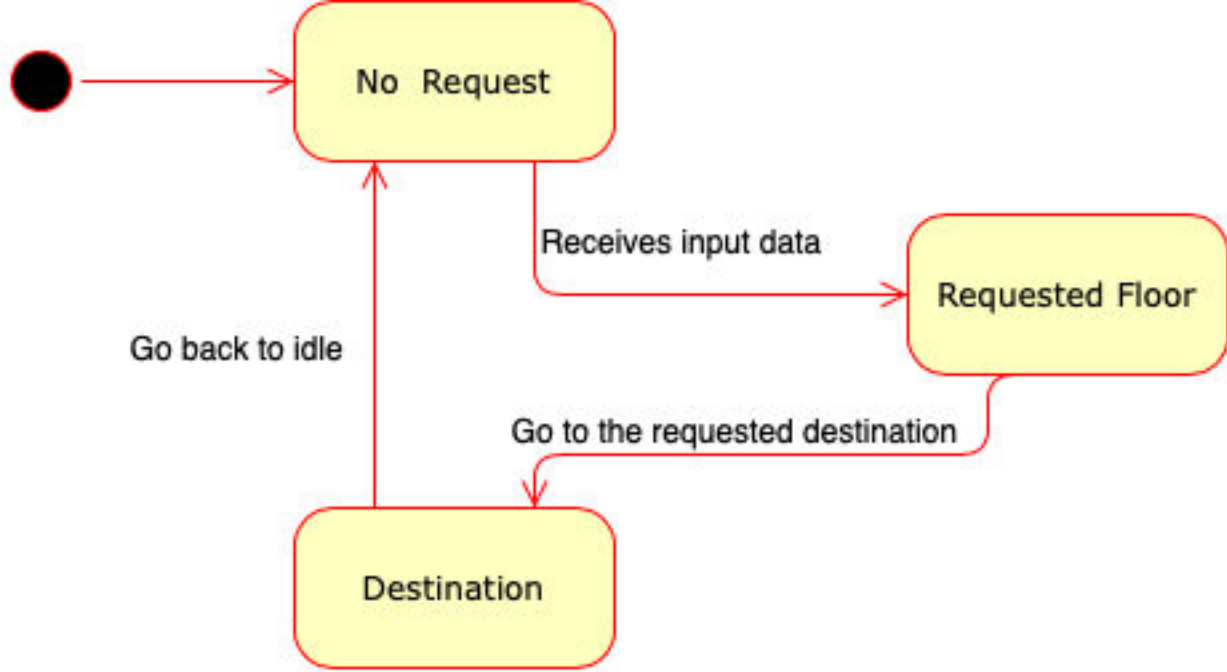 No Request
Receives input data
Requested Floor
Go back to idle
Go to the requested destination
Destination